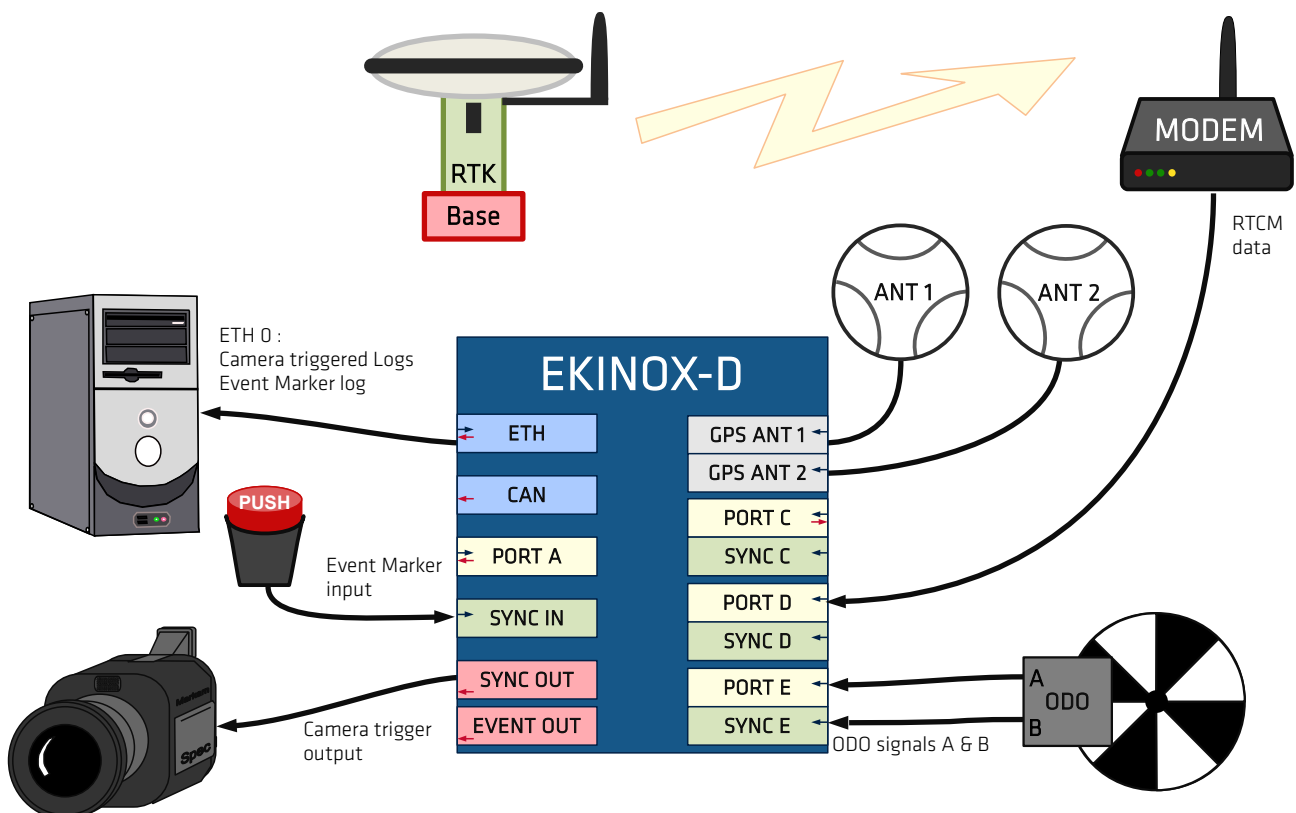 RTK
Base
MODEM
RTCM
data
ANT 1
ANT 2
ETH 0 :
Camera triggered Logs
Event Marker log
EKINOX-D
ETH
CAN
PORT A
SYNC IN
SYNC OUT
EVENT OUT
GPS ANT 1
GPS ANT 2
PORT C
SYNC C
PORT D
SYNC D
PORT E
SYNC E
PUSH
Event Marker
input
Camera trigger
output
Spec
A
ODO
B
ODO signals A & B